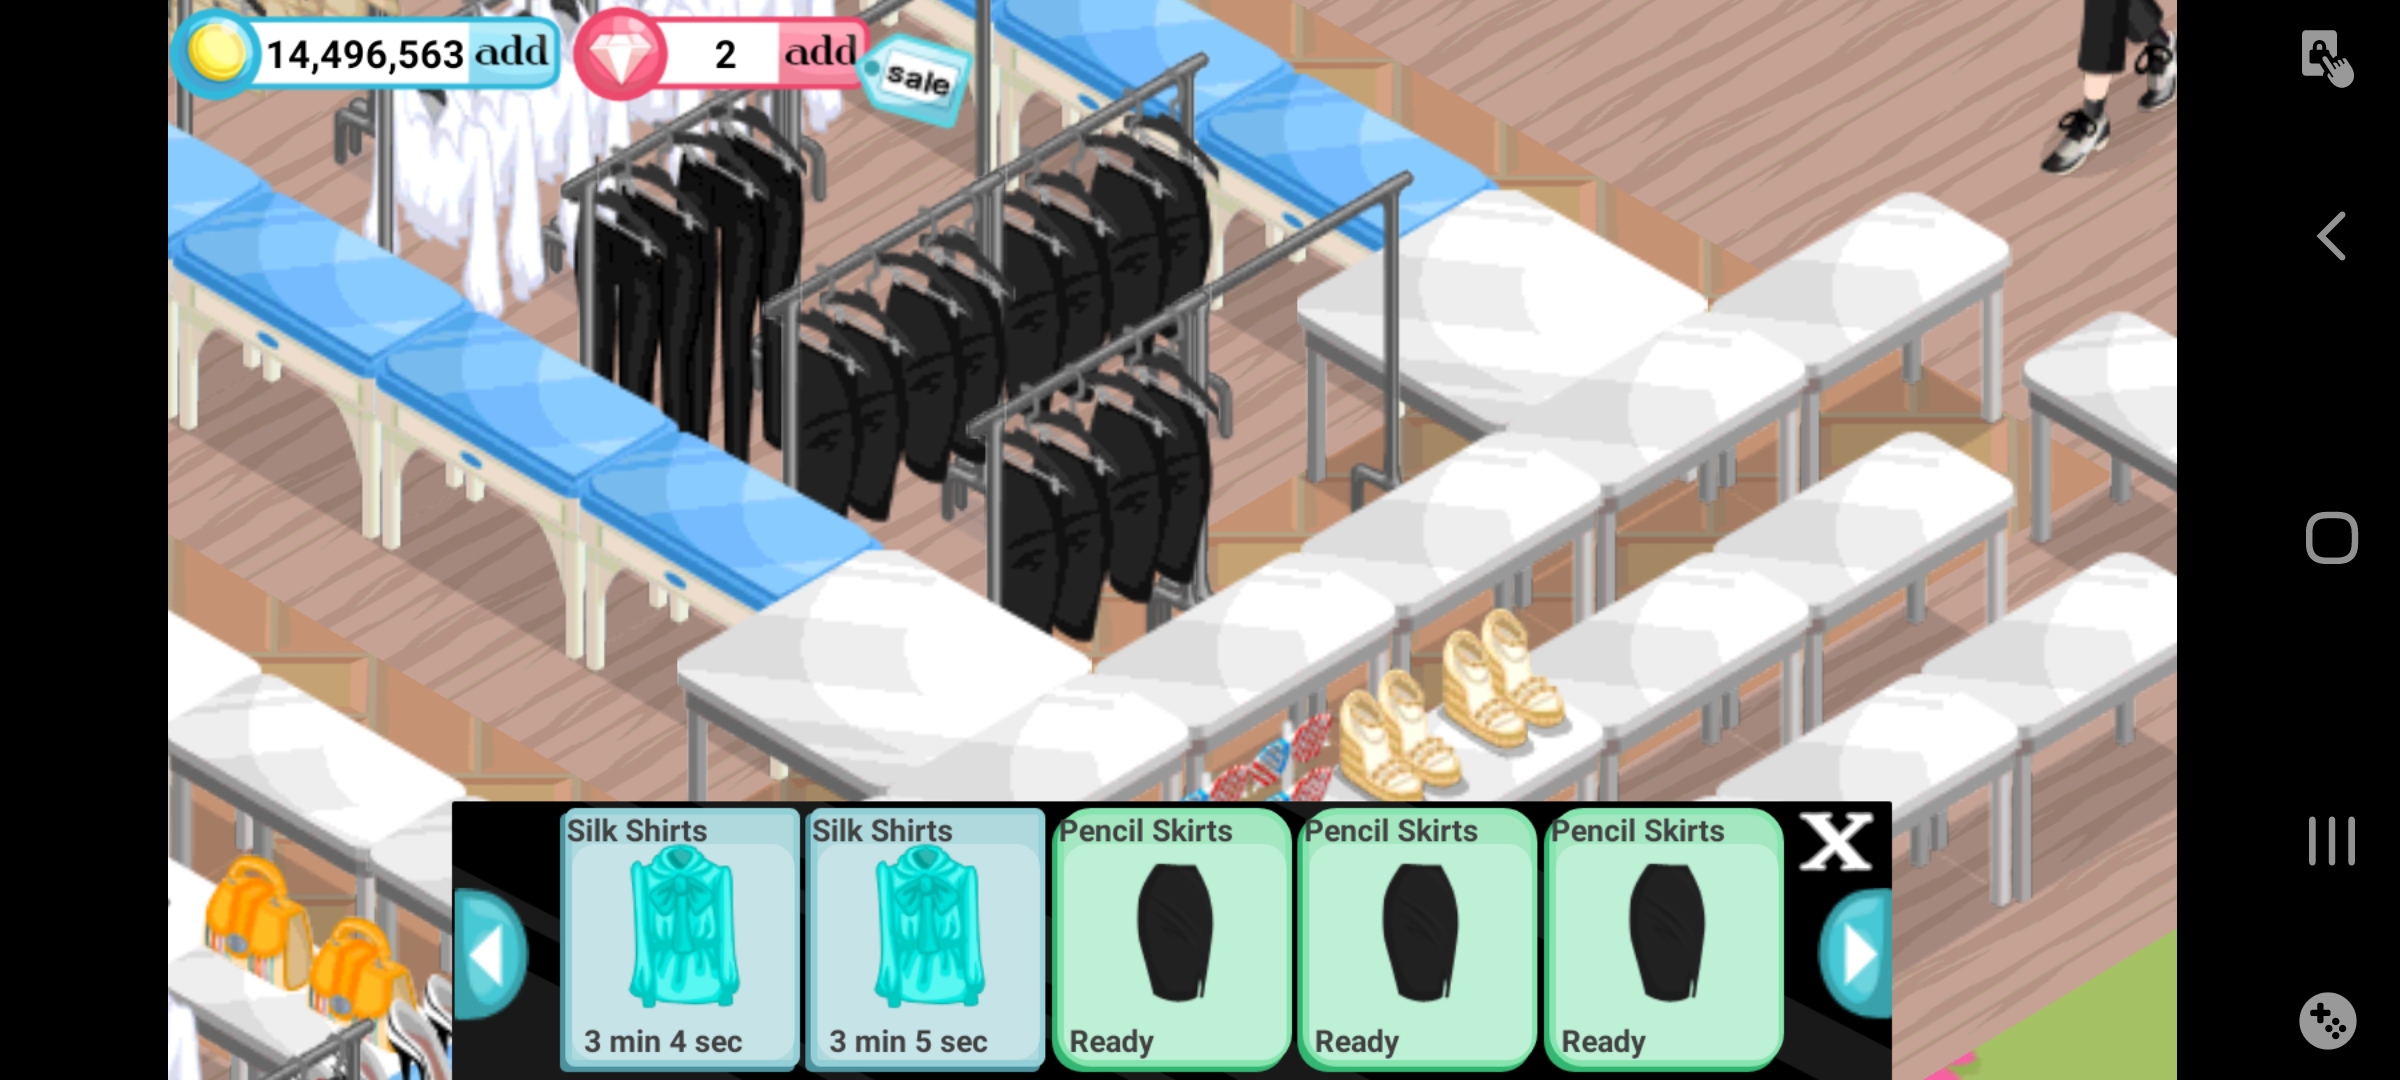 14,496,563 add
2 add
sale
Silk Shirts
3 min 4 sec
Silk Shirts
3 min 5 sec
Pencil Skirts
Ready
Pencil Skirts
Ready
Pencil Skirts
Ready
X